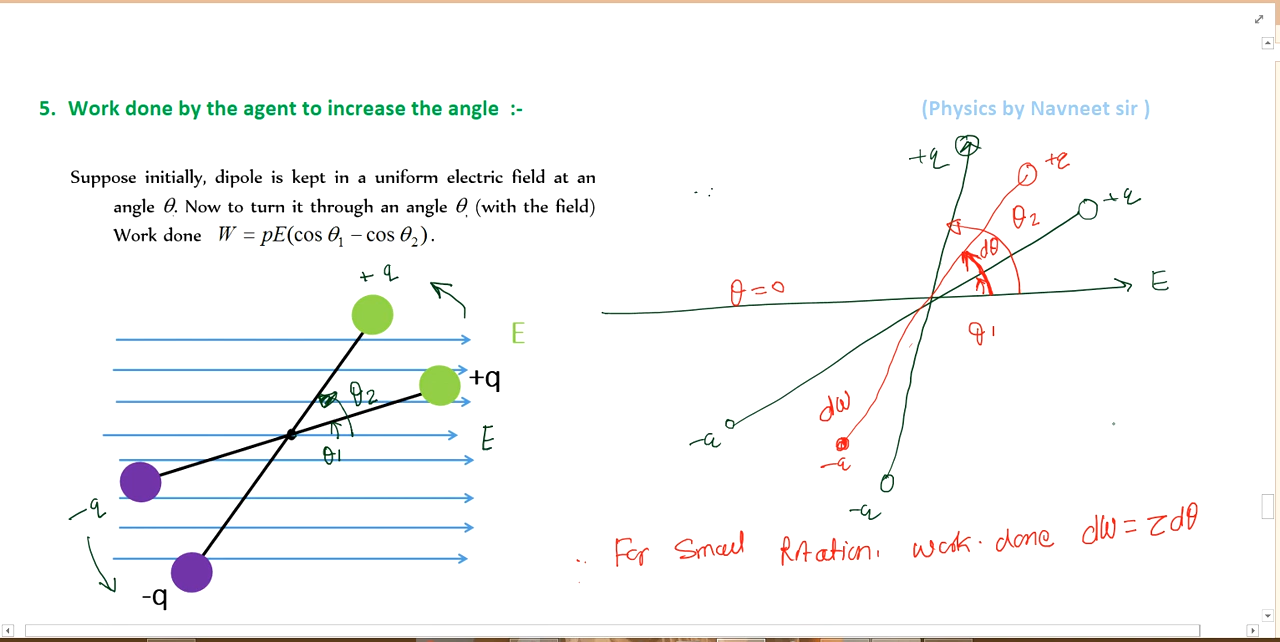 5. Work done by the agent to increase the angle :-
(Physics by Navneet sir )
Suppose initially, dipole is kept in a uniform electric field at an
angle θ. Now to turn it through an angle θ (with the field)
Work done W = pE(cos θ₁ – cos θ₂).
+q
E
+q
θ2
E
θ1
-q
-q
+q
+q
+q
θ2
dθ
E
θ=0
θ1
dw
-q
-q
-q
∴ For Small Rotation, work done dw = τdθ